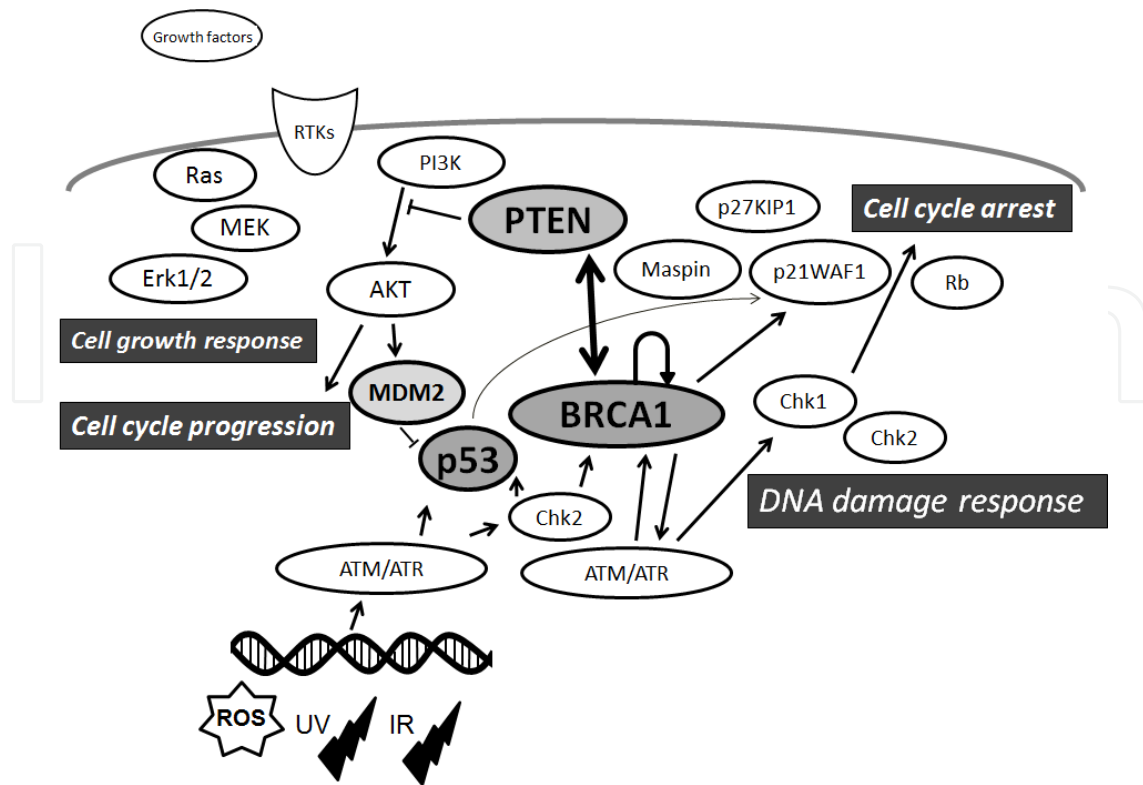 Growth factors
RTKs
Ras
PI3K
MEK
PTEN
p27KIP1
Cell cycle arrest
Erk1/2
AKT
Maspin
p21WAF1
Rb
Cell growth response
MDM2
BRCA1
Chk1
Cell cycle progression
Chk2
p53
DNA damage response
Chk2
ATM/ATR
ATM/ATR
ROS
UV
IR